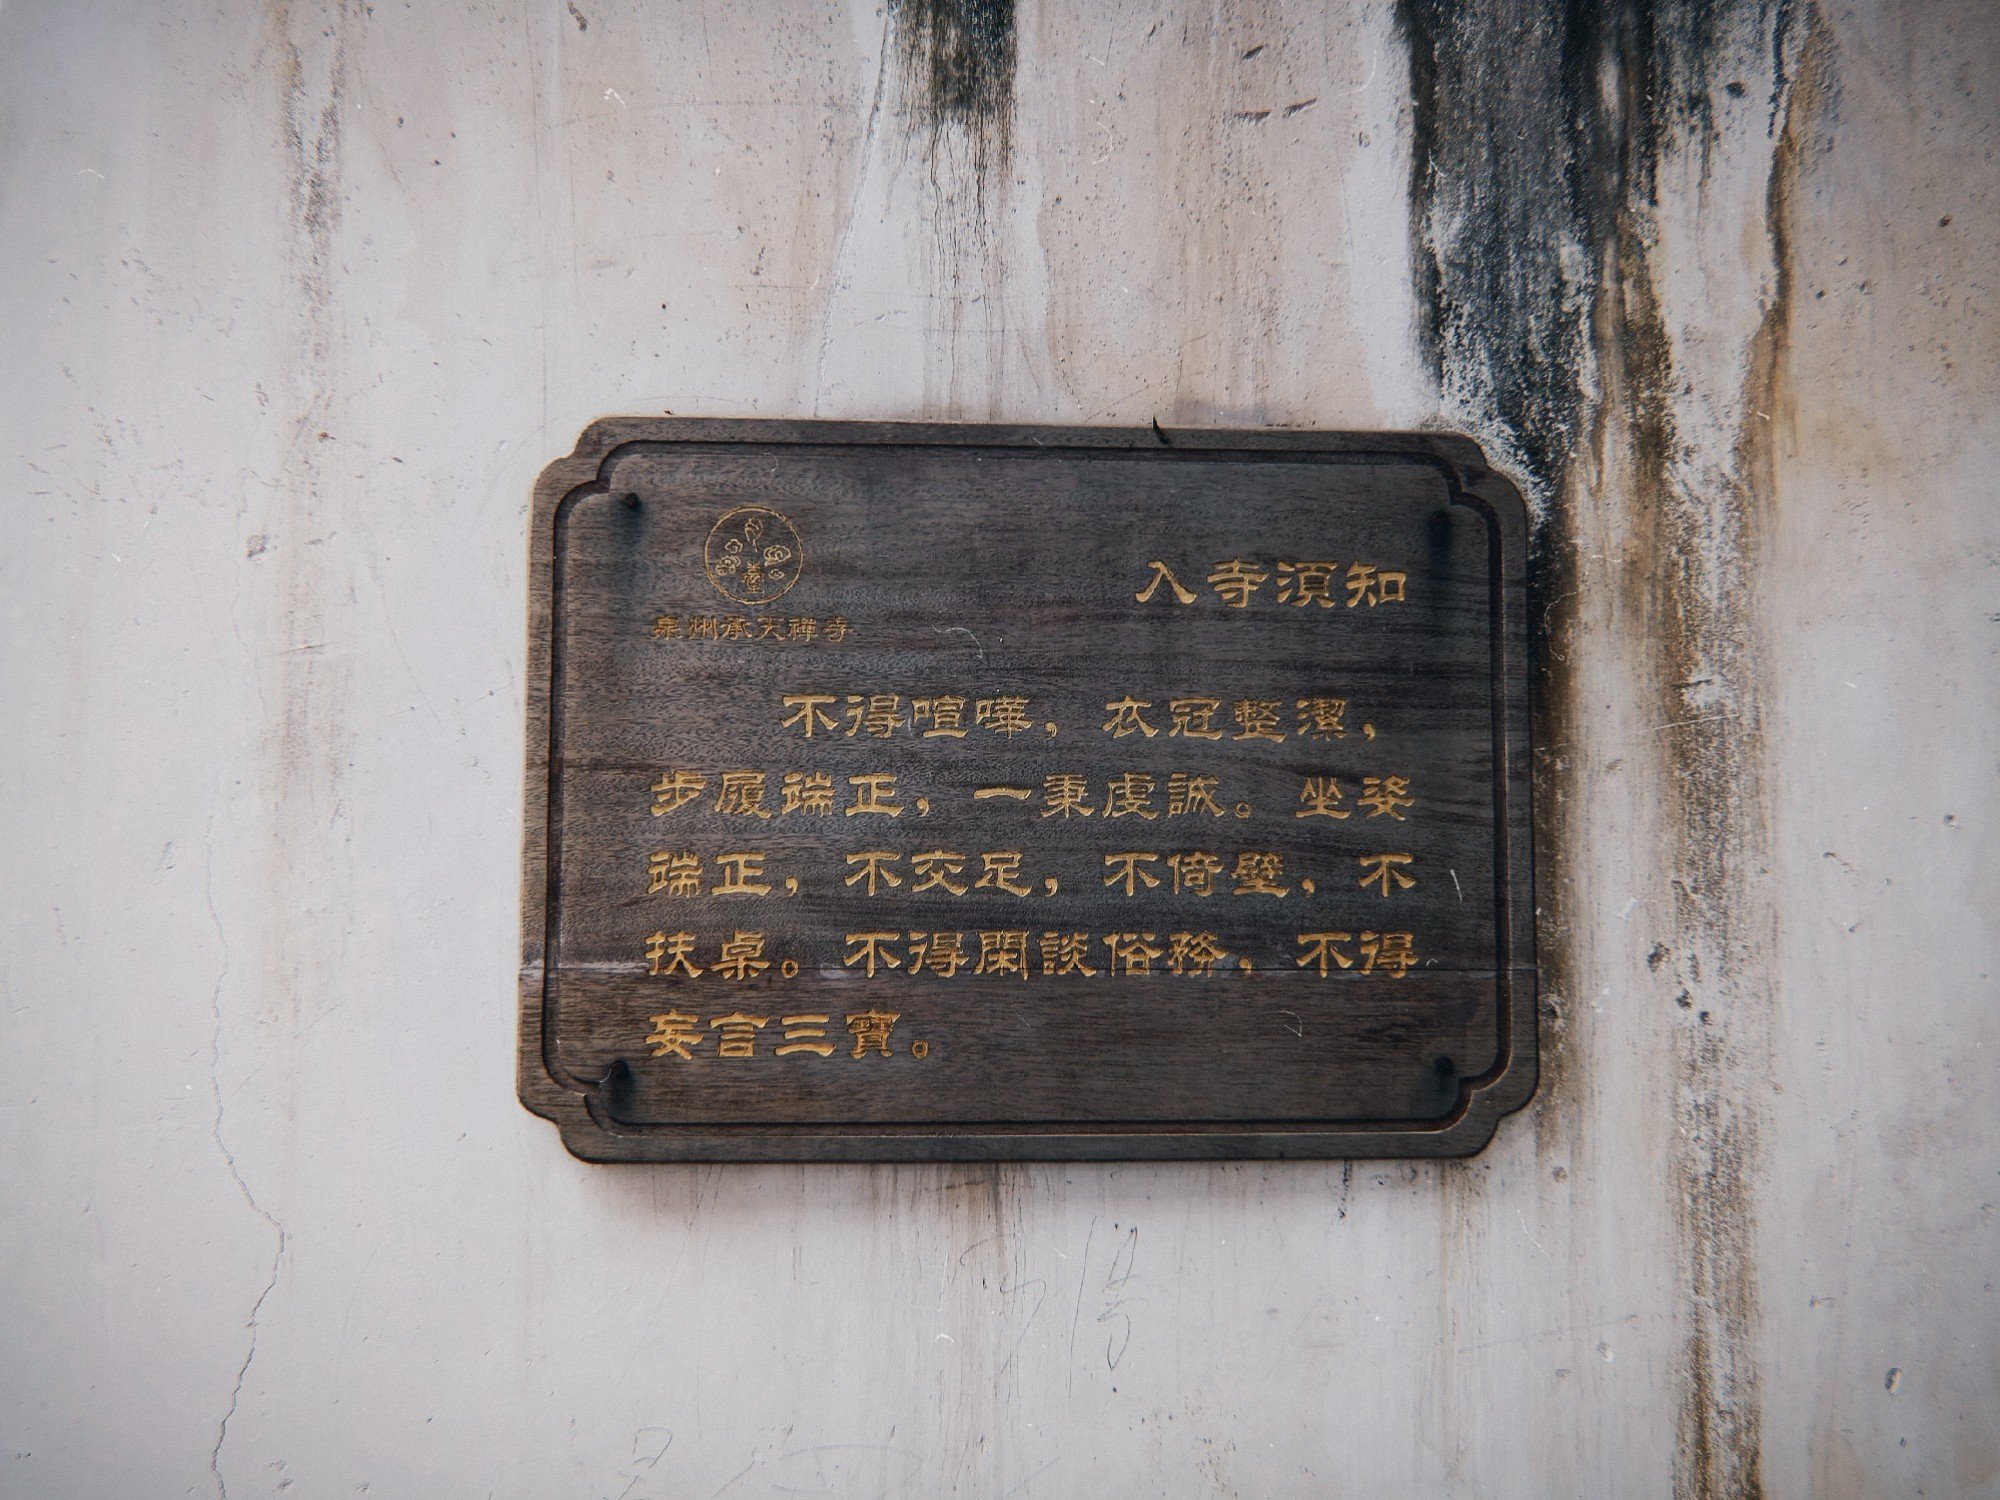 泉州承天禪寺
入寺須知
不得喧嘩，衣冠整潔，
步履端正，一秉虔誠。坐姿
端正，不交足，不倚壁，不
扶桌。不得閑談俗務，不得
妄言三寶。